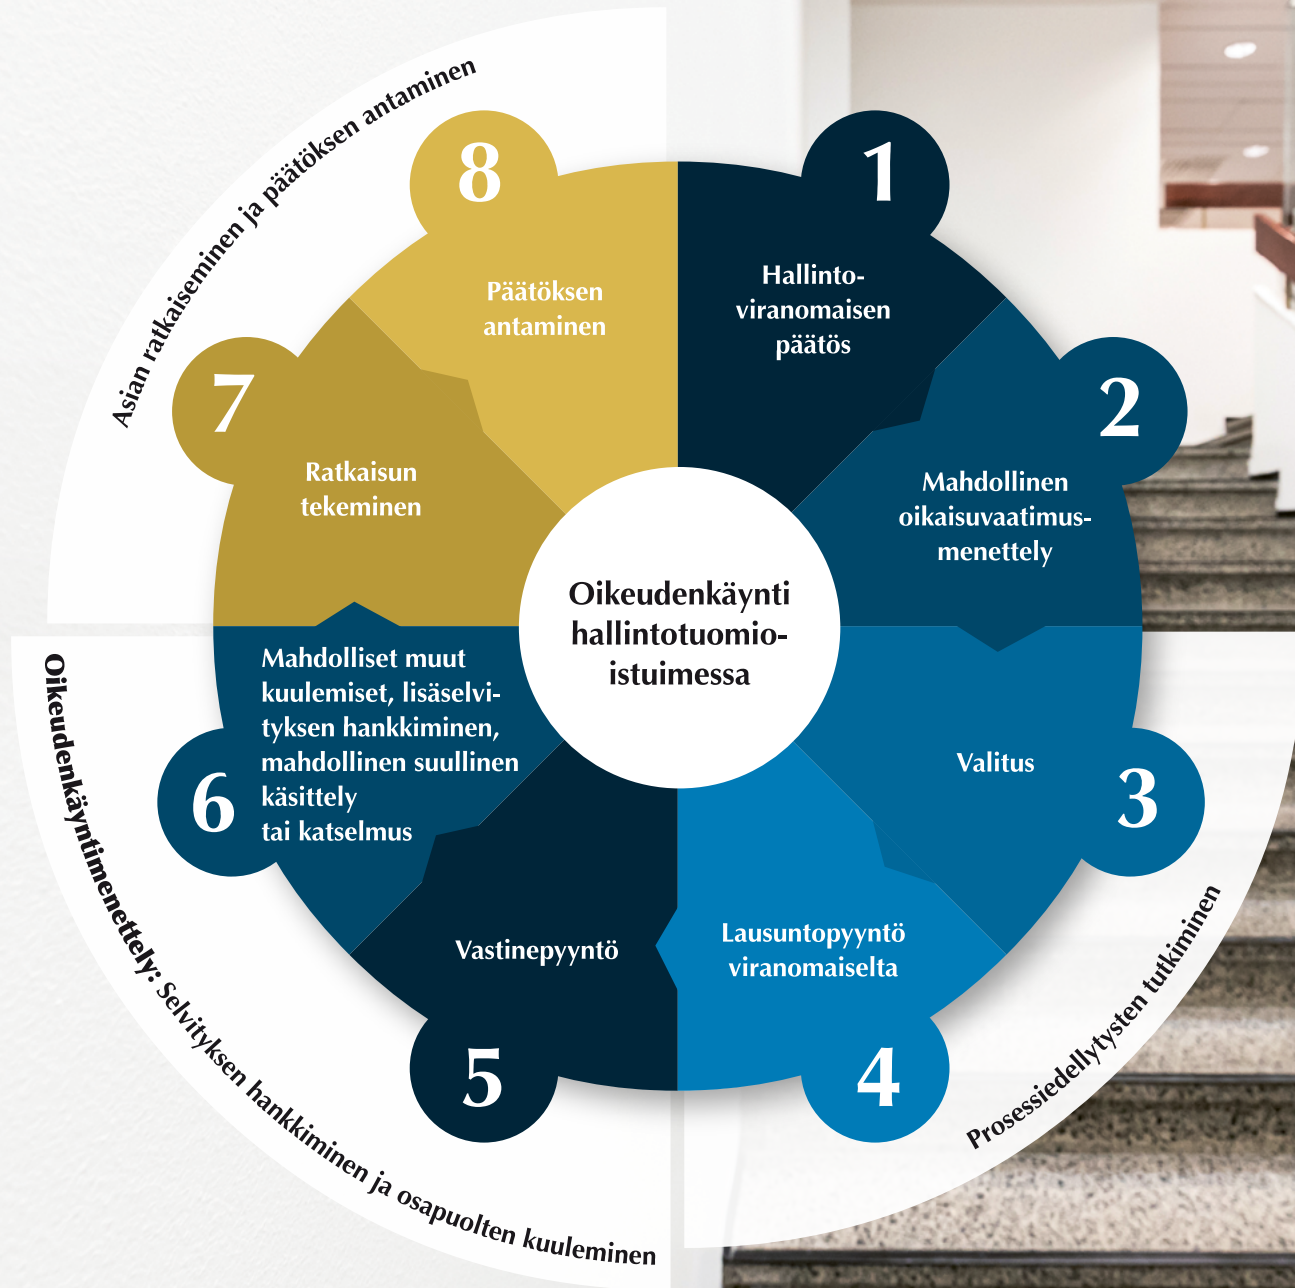 Oikeudenkäynti
hallintotuomio-
istuimessa
1
Hallinto-
viranomaisen
päätös
2
Mahdollinen
oikaisuvaatimus-
menettely
3
Valitus
4
Lausuntopyyntö
viranomaiselta
5
Vastinepyyntö
6
Mahdolliset muut
kuulemiset, lisäselvi-
tyksen hankkiminen,
mahdollinen suullinen
käsittely
tai katselmus
7
Ratkaisun
tekeminen
8
Päätöksen
antaminen
Prosessiedellytysten tutkiminen
Oikeudenkäyntimenettely: Selvityksen hankkiminen ja osapuolten kuuleminen
Asian ratkaiseminen ja päätöksen antaminen